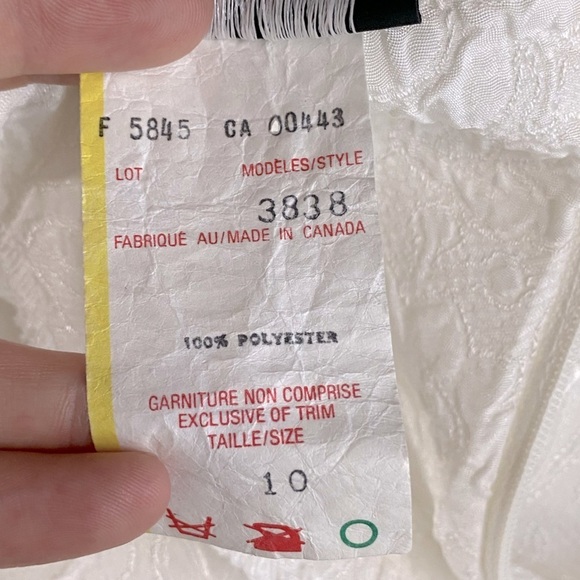 F 5845 CA 00443
LOT MODÈLES/STYLE
3838
FABRIQUÉ AU/MADE IN CANADA
100% POLYESTER
GARNITURE NON COMPRISE
EXCLUSIVE OF TRIM
TAILLE/SIZE
10